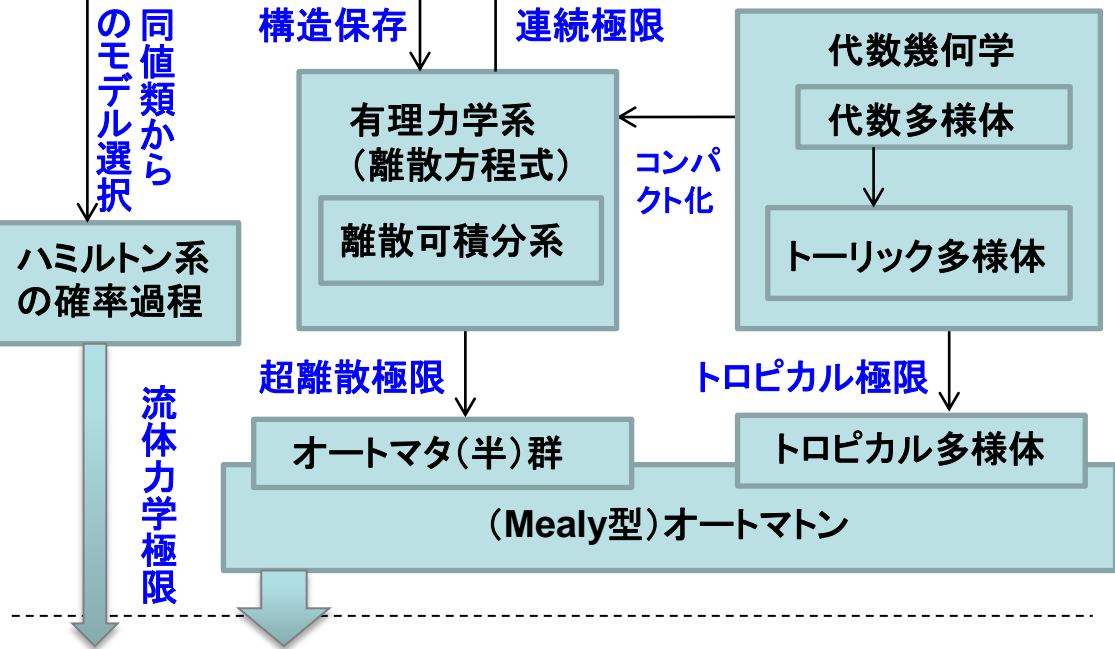 同値類から
のモデル選択
構造保存
連続極限
代数幾何学
代数多様体
トーリック多様体
有理力学系
（離散方程式）
離散可積分系
コンパ
クト化
ハミルトン系
の確率過程
超離散極限
トロピカル極限
流体力学極限
オートマタ（半）群
トロピカル多様体
（Mealy型）オートマトン